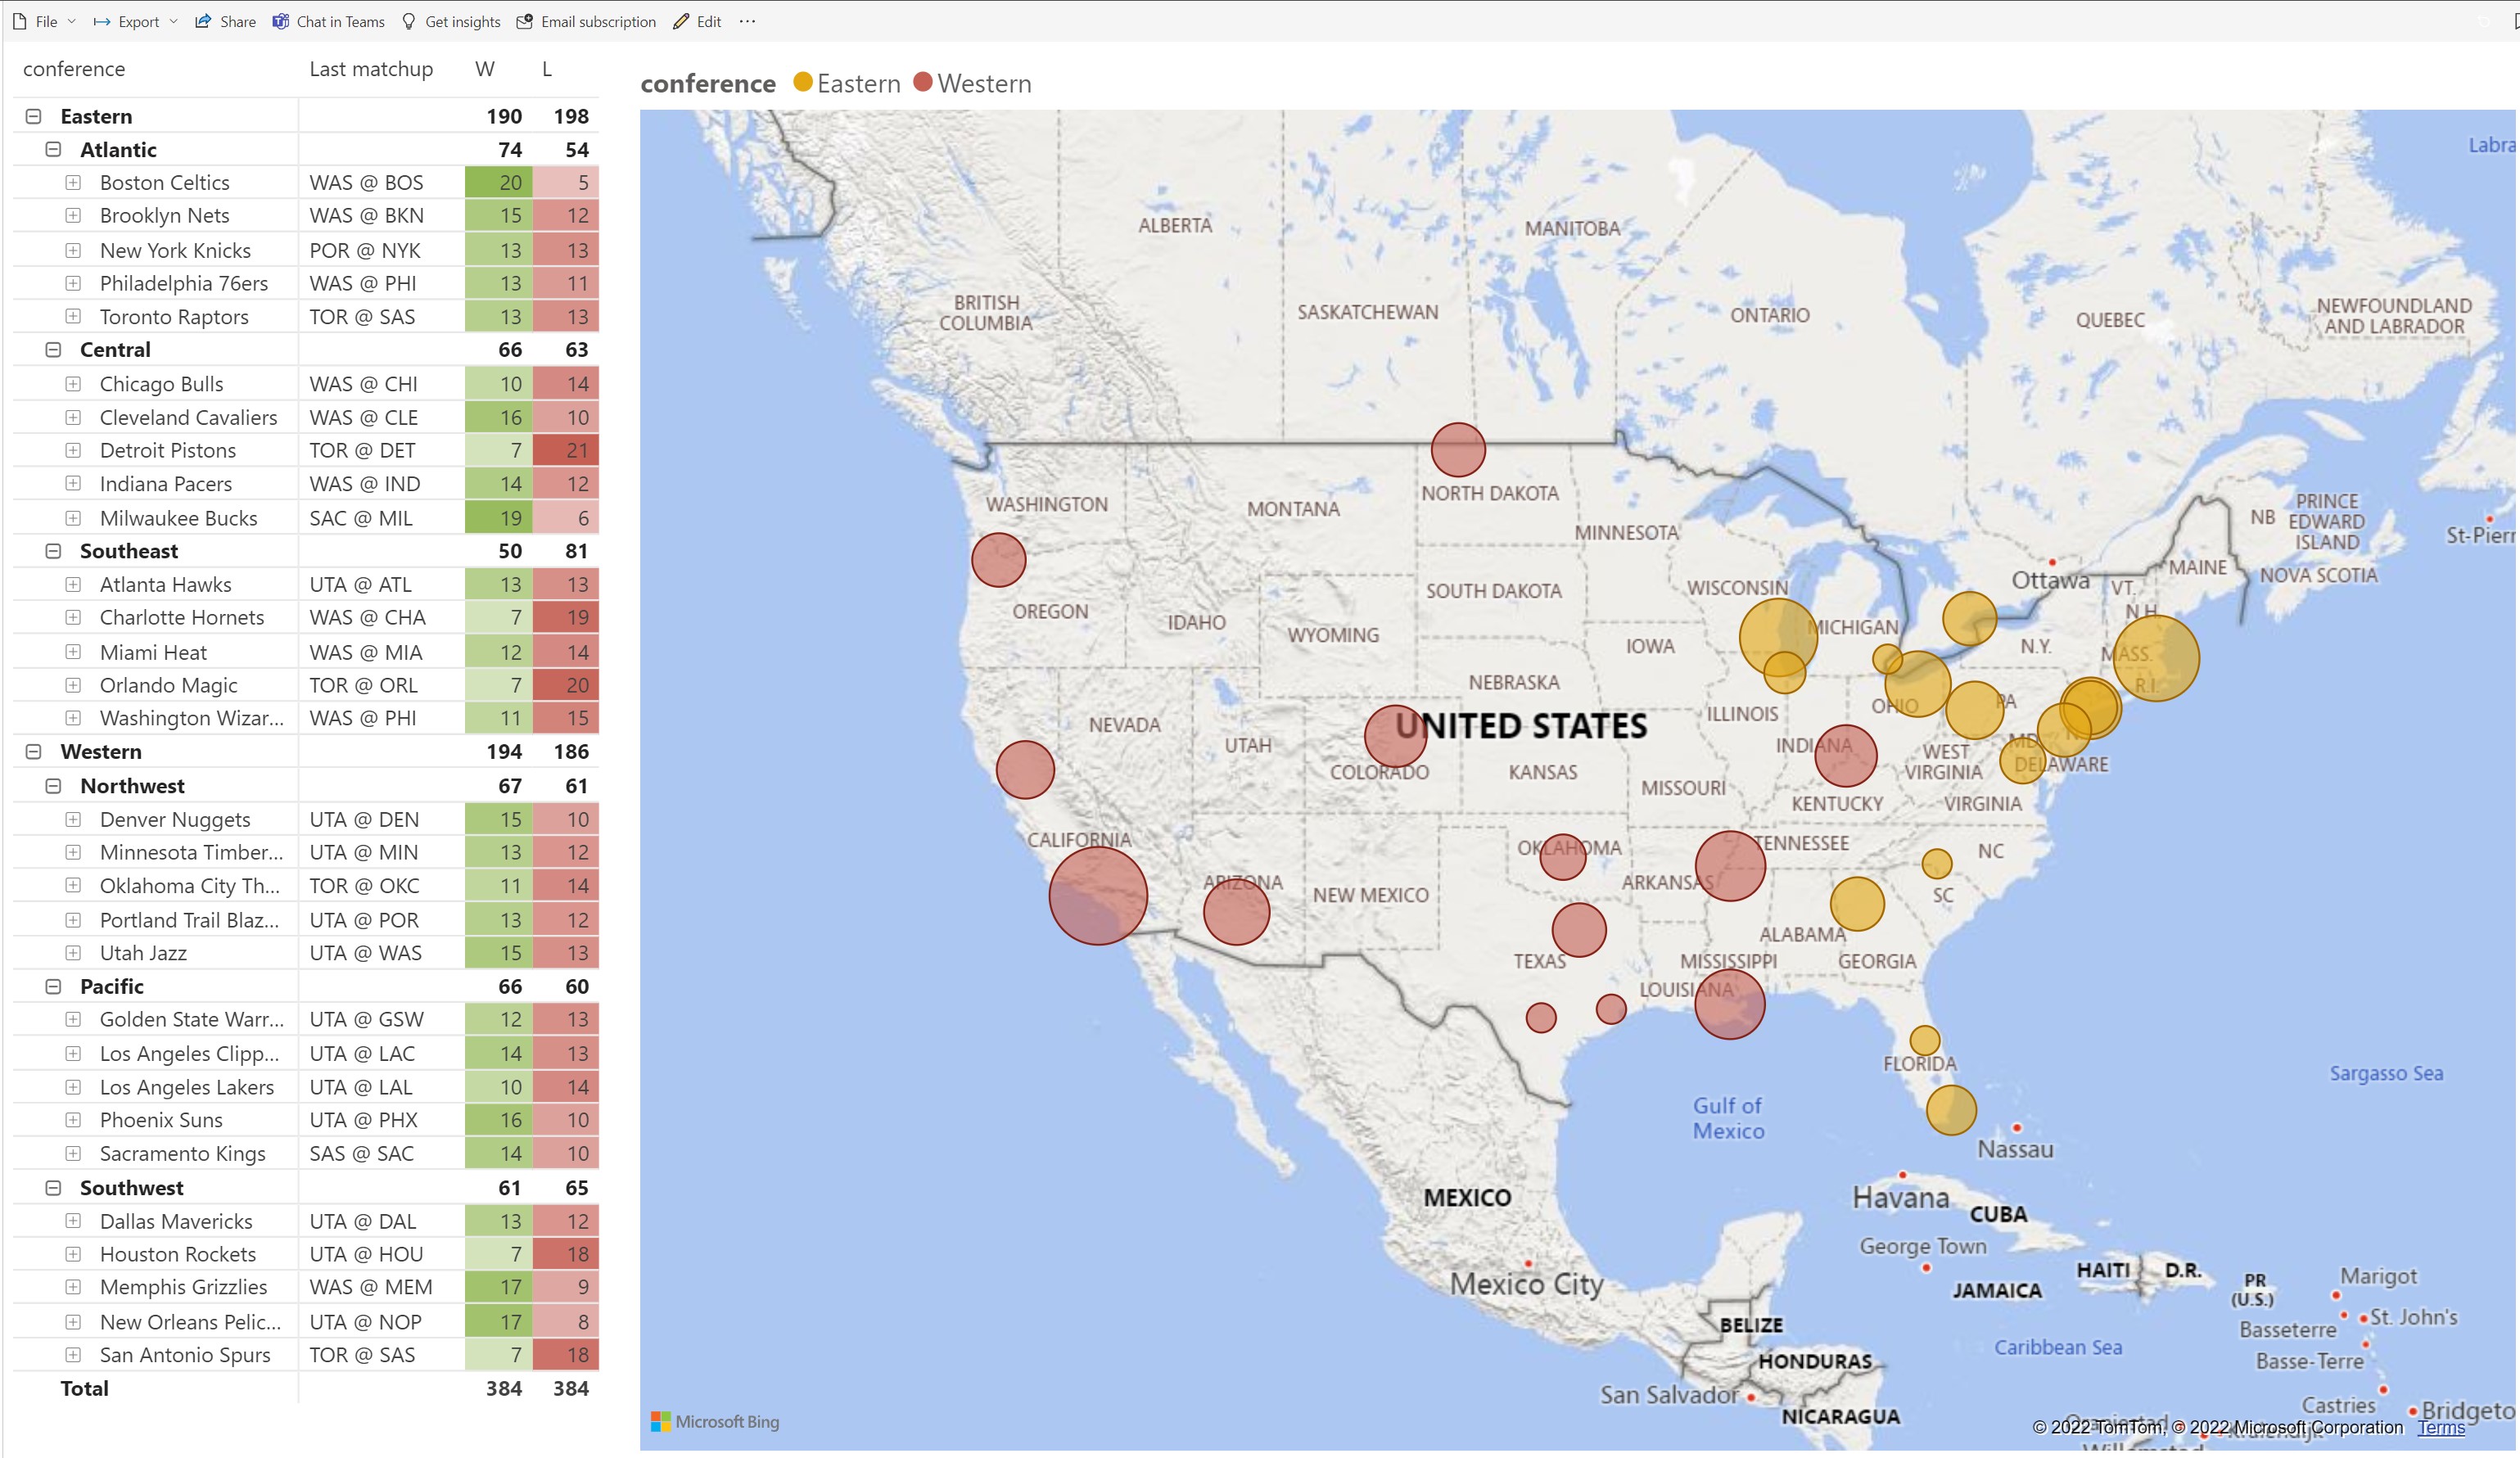 File Export Share Chat in Teams Get insights Email subscription Edit ...
conference Last matchup W L
Eastern 190 198
Atlantic 74 54
Boston Celtics WAS @ BOS 20 5
Brooklyn Nets WAS @ BKN 15 12
New York Knicks POR @ NYK 13 13
Philadelphia 76ers WAS @ PHI 13 11
Toronto Raptors TOR @ SAS 13 13
Central 66 63
Chicago Bulls WAS @ CHI 10 14
Cleveland Cavaliers WAS @ CLE 16 10
Detroit Pistons TOR @ DET 7 21
Indiana Pacers WAS @ IND 14 12
Milwaukee Bucks SAC @ MIL 19 6
Southeast 50 81
Atlanta Hawks UTA @ ATL 13 13
Charlotte Hornets WAS @ CHA 7 19
Miami Heat WAS @ MIA 12 14
Orlando Magic TOR @ ORL 7 20
Washington Wizar... WAS @ PHI 11 15
Western 194 186
Northwest 67 61
Denver Nuggets UTA @ DEN 15 10
Minnesota Timber... UTA @ MIN 13 12
Oklahoma City Th... TOR @ OKC 11 14
Portland Trail Blaz... UTA @ POR 13 12
Utah Jazz UTA @ WAS 15 13
Pacific 66 60
Golden State Warr... UTA @ GSW 12 13
Los Angeles Clipp... UTA @ LAC 14 13
Los Angeles Lakers UTA @ LAL 10 14
Phoenix Suns UTA @ PHX 16 10
Sacramento Kings SAS @ SAC 14 10
Southwest 61 65
Dallas Mavericks UTA @ DAL 13 12
Houston Rockets UTA @ HOU 7 18
Memphis Grizzlies WAS @ MEM 17 9
New Orleans Pelic... UTA @ NOP 17 8
San Antonio Spurs TOR @ SAS 7 18
Total 384 384
conference Eastern Western
Labra
ALBERTA
MANITOBA
BRITISH
COLUMBIA
SASKATCHEWAN
ONTARIO
QUEBEC
NEWFOUNDLAND
AND LABRADOR
WASHINGTON
MONTANA
NORTH DAKOTA
MINNESOTA
NB
PRINCE
EDWARD
ISLAND
St-Pierr
MAINE
NOVA SCOTIA
Ottawa
VT.
N.H.
OREGON
IDAHO
WYOMING
SOUTH DAKOTA
WISCONSIN
MICHIGAN
IOWA
N.Y.
MASS.
R.I.
NEBRASKA
NEVADA
UTAH
UNITED STATES
ILLINOIS
OHIO
PA
COLORADO
KANSAS
INDIANA
WEST
VIRGINIA
MD
DELAWARE
MISSOURI
KENTUCKY
VIRGINIA
CALIFORNIA
OKLAHOMA
TENNESSEE
NC
ARIZONA
NEW MEXICO
ARKANSAS
SC
ALABAMA
TEXAS
MISSISSIPPI
GEORGIA
LOUISIANA
FLORIDA
Sargasso Sea
Gulf of
Mexico
Nassau
MEXICO
Havana
CUBA
George Town
Mexico City
HAITI
D.R.
JAMAICA
PR
(U.S.)
Marigot
St. John's
BELIZE
Basseterre
Caribbean Sea
Basse-Terre
HONDURAS
San Salvador
Castries
NICARAGUA
Bridgeto
Microsoft Bing
© 2022 TomTom, © 2022 Microsoft Corporation Terms